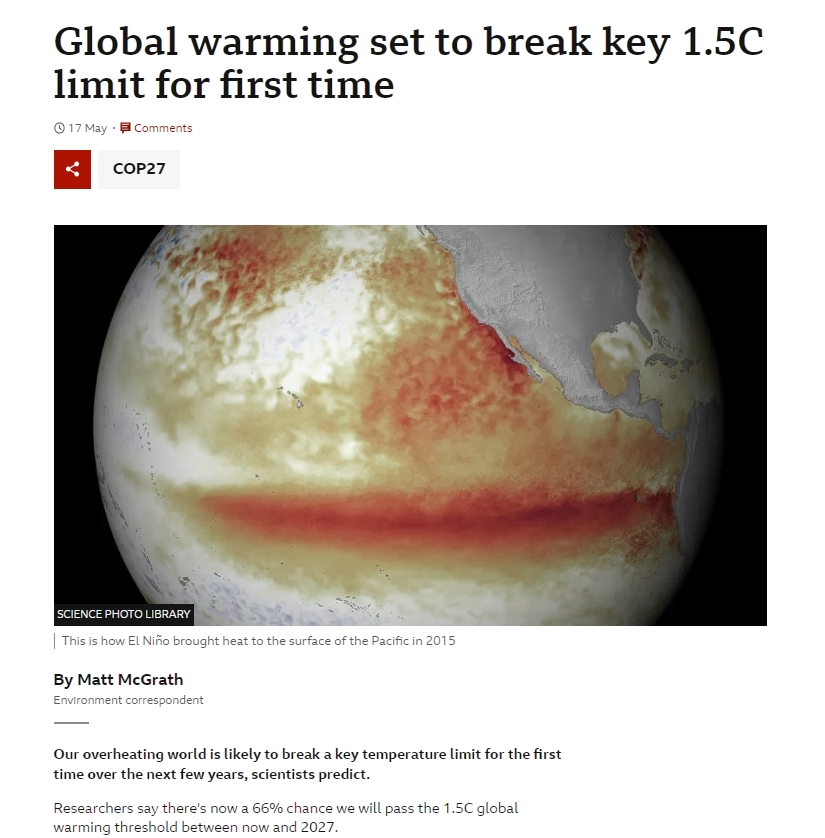 Global warming set to break key 1.5C
limit for first time
17 May · Comments
COP27
SCIENCE PHOTO LIBRARY
This is how El Niño brought heat to the surface of the Pacific in 2015
By Matt McGrath
Environment correspondent
Our overheating world is likely to break a key temperature limit for the first
time over the next few years, scientists predict.
Researchers say there's now a 66% chance we will pass the 1.5C global
warming threshold between now and 2027.